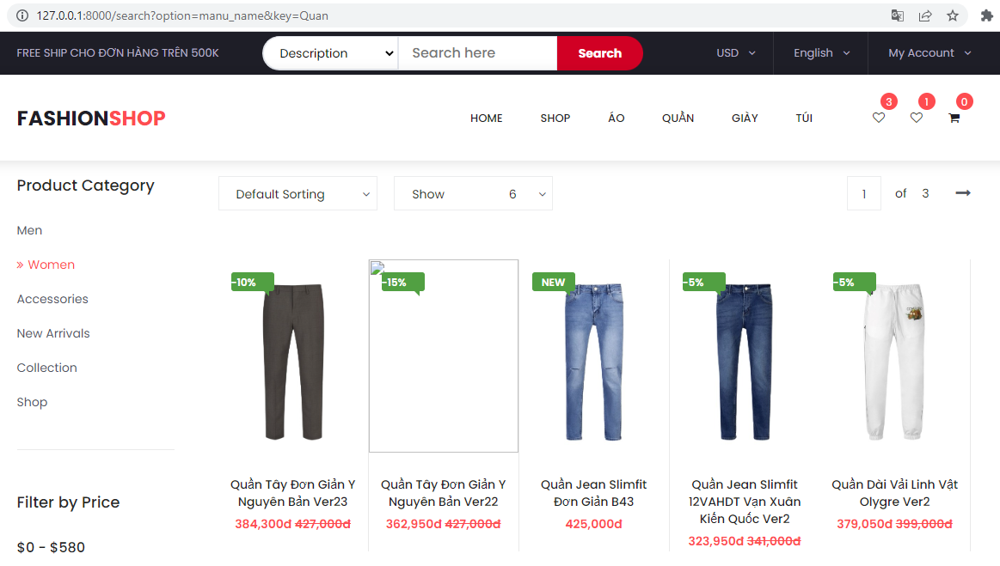 127.0.0.1:8000/search?option=manu_name&key=Quan
FREE SHIP CHO ĐƠN HÀNG TRÊN 500K
Description
Search here
Search
USD
English
My Account
FASHIONSHOP
HOME
SHOP
ÁO
QUẦN
GIÀY
TÚI
3
1
0
Product Category
Men
» Women
Accessories
New Arrivals
Collection
Shop
Filter by Price
$0 - $580
Default Sorting
Show 6
1 of 3
-10%
Quần Tây Đơn Giản Y
Nguyên Bản Ver23
384,300đ 427,000đ
-15%
Quần Tây Đơn Giản Y
Nguyên Bản Ver22
362,950đ 427,000đ
NEW
Quần Jean Slimfit
Đơn Giản B43
425,000đ
-5%
Quần Jean Slimfit
12VAHDT Vạn Xuân
Kiến Quốc Ver2
323,950đ 341,000đ
-5%
Quần Dài Vải Linh Vật
Olygre Ver2
379,050đ 399,000đ